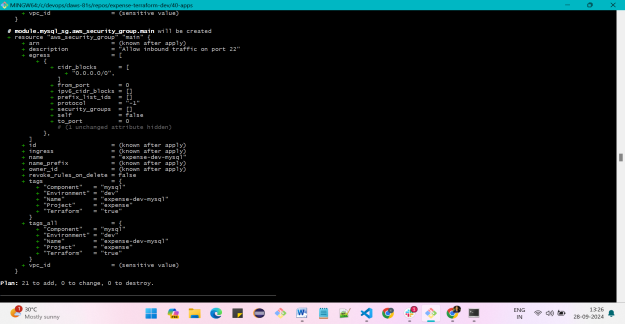 MINGW64:/c/devops/daws-81s/repos/expense-terraform-dev/40-apps
+ vpc_id = (sensitive value)
}
# module.mysql_sg.aws_security_group.main will be created
+ resource "aws_security_group" "main" {
+ arn = (known after apply)
+ description = "Allow inbound traffic on port 22"
+ egress = [
+ {
+ cidr_blocks = [
+ "0.0.0.0/0",
]
+ from_port = 0
+ ipv6_cidr_blocks = []
+ prefix_list_ids = []
+ protocol = "-1"
+ security_groups = []
+ self = false
+ to_port = 0
# (1 unchanged attribute hidden)
},
]
+ id = (known after apply)
+ ingress = (known after apply)
+ name = "expense-dev-mysql"
+ name_prefix = (known after apply)
+ owner_id = (known after apply)
+ revoke_rules_on_delete = false
+ tags = {
+ "Component" = "mysql"
+ "Environment" = "dev"
+ "Name" = "expense-dev-mysql"
+ "Project" = "expense"
+ "Terraform" = "true"
}
+ tags_all = {
+ "Component" = "mysql"
+ "Environment" = "dev"
+ "Name" = "expense-dev-mysql"
+ "Project" = "expense"
+ "Terraform" = "true"
}
+ vpc_id = (sensitive value)
}
Plan: 21 to add, 0 to change, 0 to destroy.
30°C
Mostly sunny
ENG
IN
13:26
28-09-2024